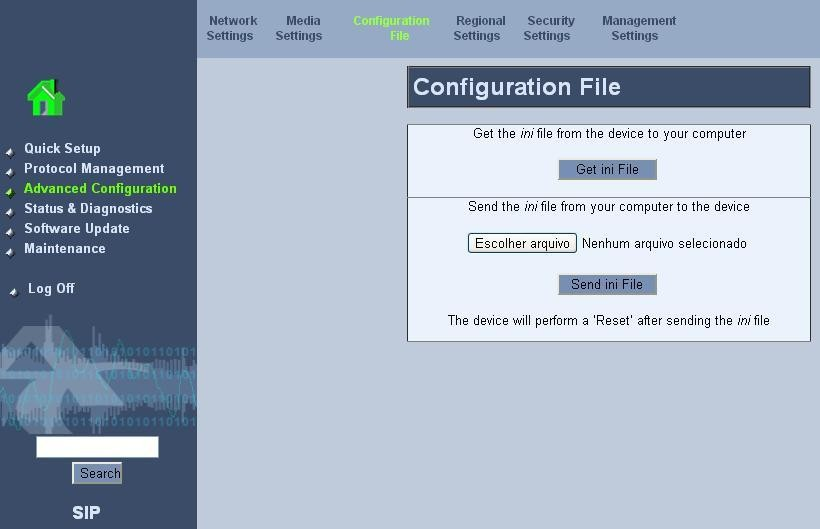 Network Settings
Media Settings
Configuration File
Regional Settings
Security Settings
Management Settings
Configuration File
Get the ini file from the device to your computer
Get ini File
Send the ini file from your computer to the device
Escolher arquivo Nenhum arquivo selecionado
Send ini File
The device will perform a 'Reset' after sending the ini file
Quick Setup
Protocol Management
Advanced Configuration
Status & Diagnostics
Software Update
Maintenance
Log Off
Search
SIP